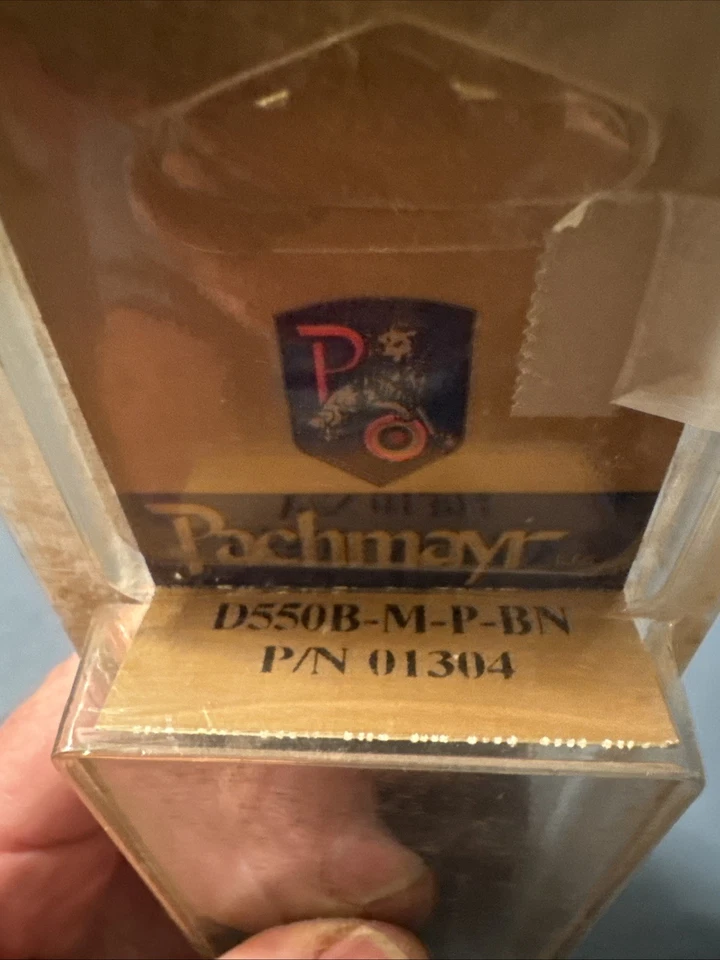 P
Pachmayr
D550B-M-P-BN
P/N 01304